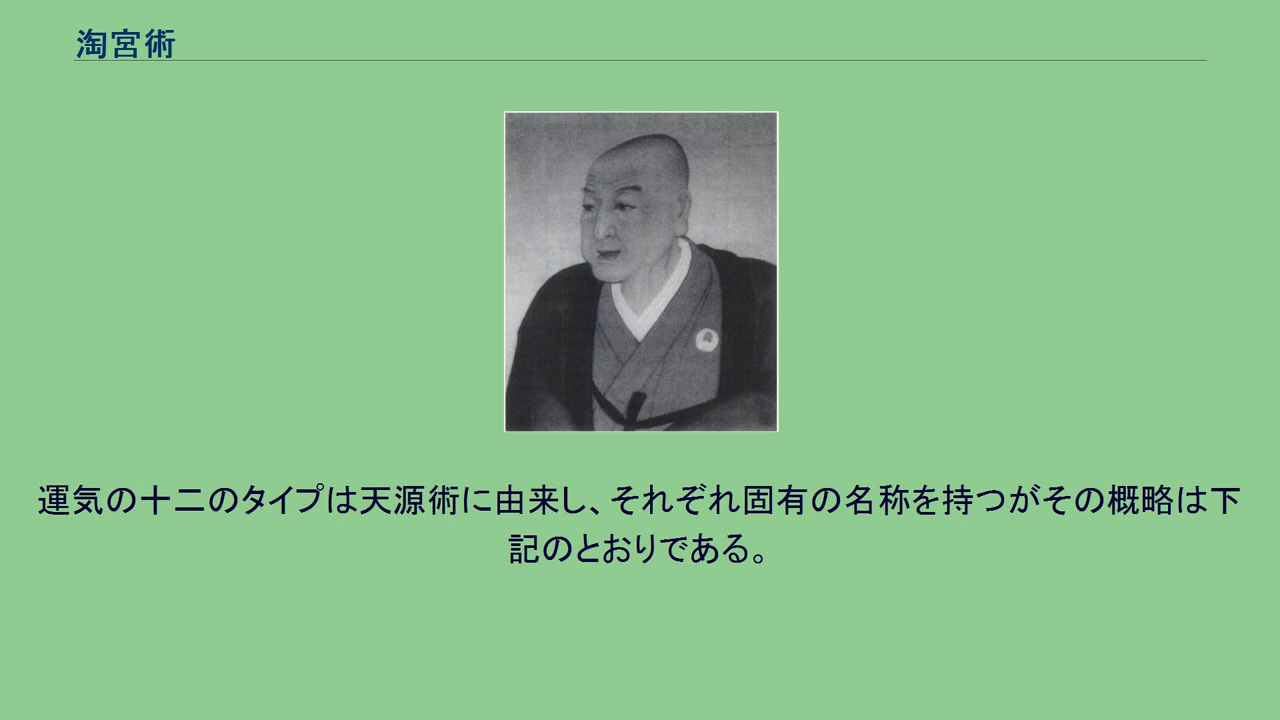 淘宮術
運気の十二のタイプは天源術に由来し、それぞれ固有の名称を持つがその概略は下
記のとおりである。